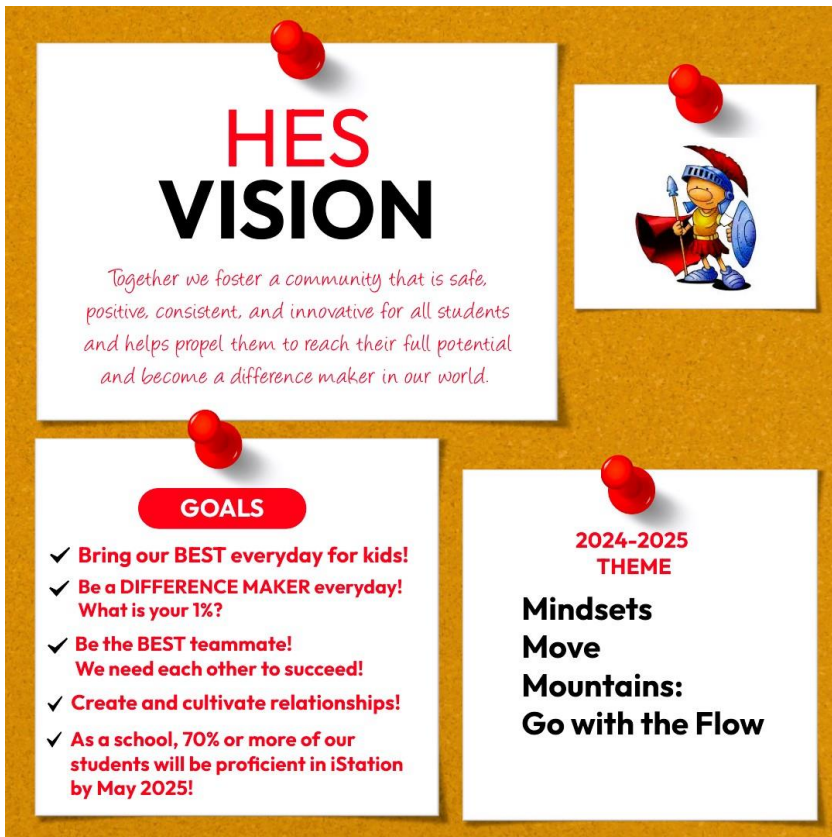 HES
VISION
Together we foster a community that is safe,
positive, consistent, and innovative for all students
and helps propel them to reach their full potential
and become a difference maker in our world.
GOALS
Bring our BEST everyday for kids!
Be a DIFFERENCE MAKER everyday!
What is your 1%?
Be the BEST teammate!
We need each other to succeed!
Create and cultivate relationships!
As a school, 70% or more of our
students will be proficient in iStation
by May 2025!
2024-2025
THEME
Mindsets
Move
Mountains:
Go with the Flow